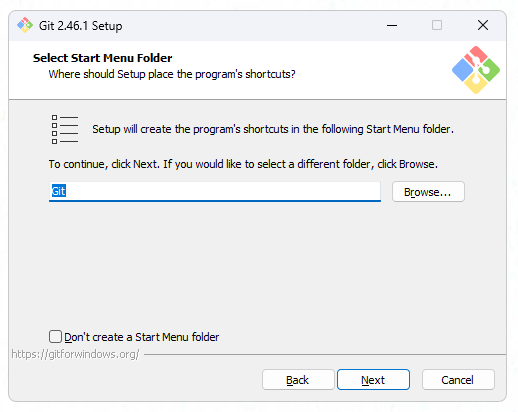 Git 2.46.1 Setup
Select Start Menu Folder
Where should Setup place the program's shortcuts?
Setup will create the program's shortcuts in the following Start Menu folder.
To continue, click Next. If you would like to select a different folder, click Browse.
Git
Browse...
Don't create a Start Menu folder
https://gitforwindows.org/
Back
Next
Cancel